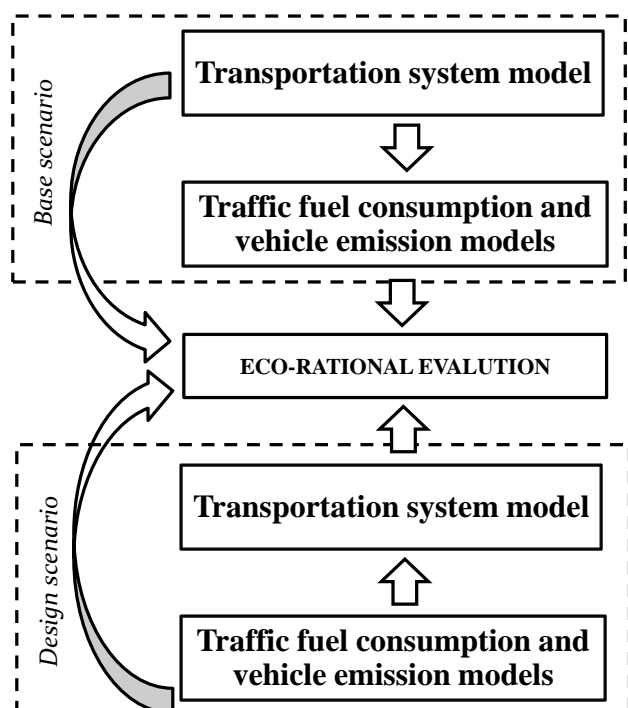 Base scenario
Transportation system model
Traffic fuel consumption and
vehicle emission models
ECO-RATIONAL EVALUTION
Design scenario
Transportation system model
Traffic fuel consumption and
vehicle emission models